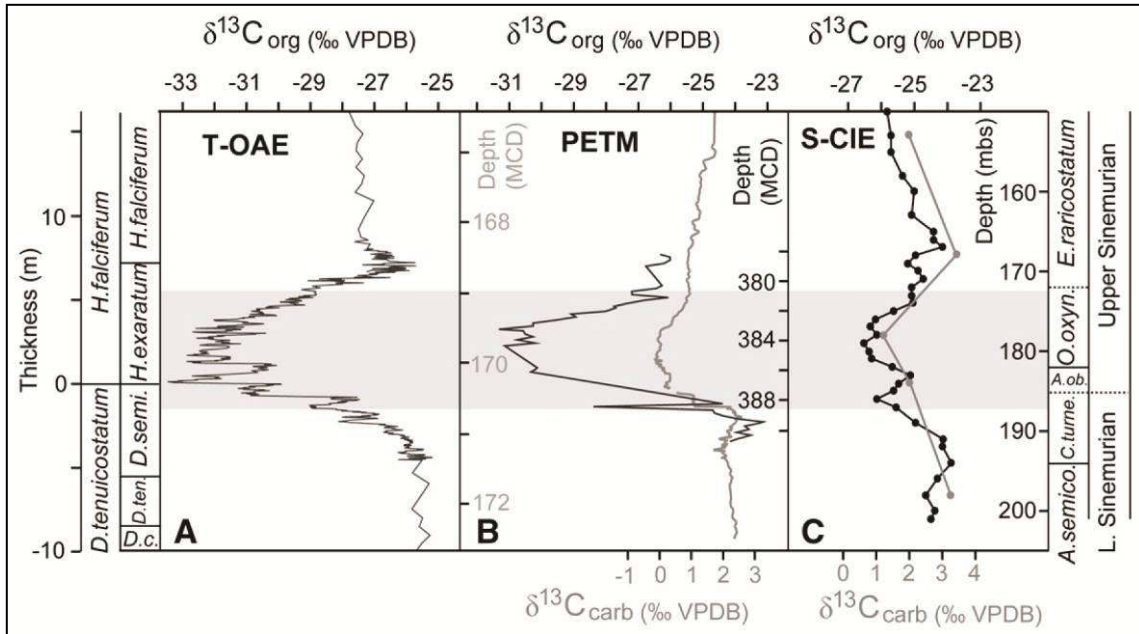 δ¹³Corg (‰ VPDB) δ¹³Corg (‰ VPDB) δ¹³Corg (‰ VPDB)
-33 -31 -29 -27 -25 -31 -29 -26 -24 -23 -27 -25 -23
T-OAE PETM S-CIE
Thickness (m)
10
0
-10
H.falciferum
D.tenuicostatum
H.falciferum
H.exaratum
D.semi.
D.ten.
D.c.
A
Depth
(MCD)
168
170
172
B
Depth
(MCD)
380
384
388
-1 0 1 2 3
δ¹³Ccarb (‰ VPDB)
C
Depth (mbs)
160
170
180
190
200
0 1 2 3 4
δ¹³Ccarb (‰ VPDB)
E.raricostatum
O.oxyn.
A.ob.
C.turne.
A.semico.
Upper Sinemurian
L. Sinemurian